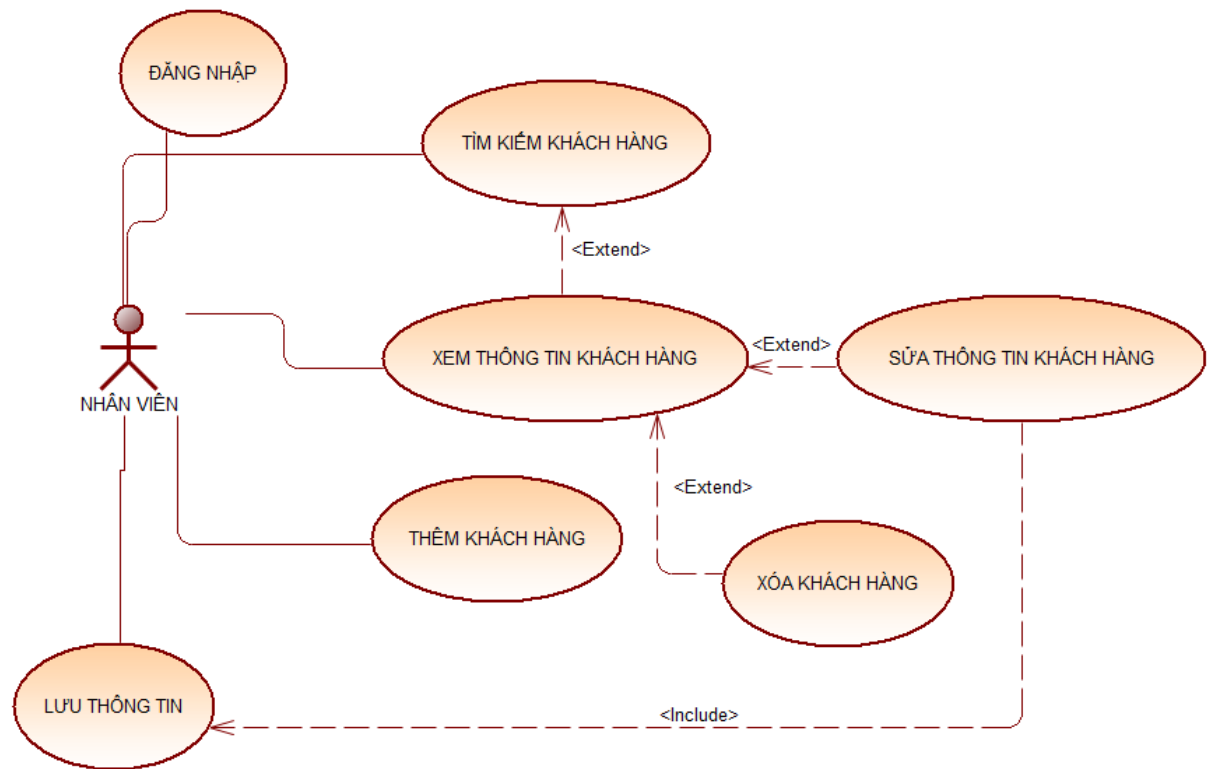 ĐĂNG NHẬP
TÌM KIẾM KHÁCH HÀNG
<Extend>
XEM THÔNG TIN KHÁCH HÀNG
<Extend>
SỬA THÔNG TIN KHÁCH HÀNG
NHÂN VIÊN
<Extend>
THÊM KHÁCH HÀNG
XÓA KHÁCH HÀNG
LƯU THÔNG TIN
<Include>